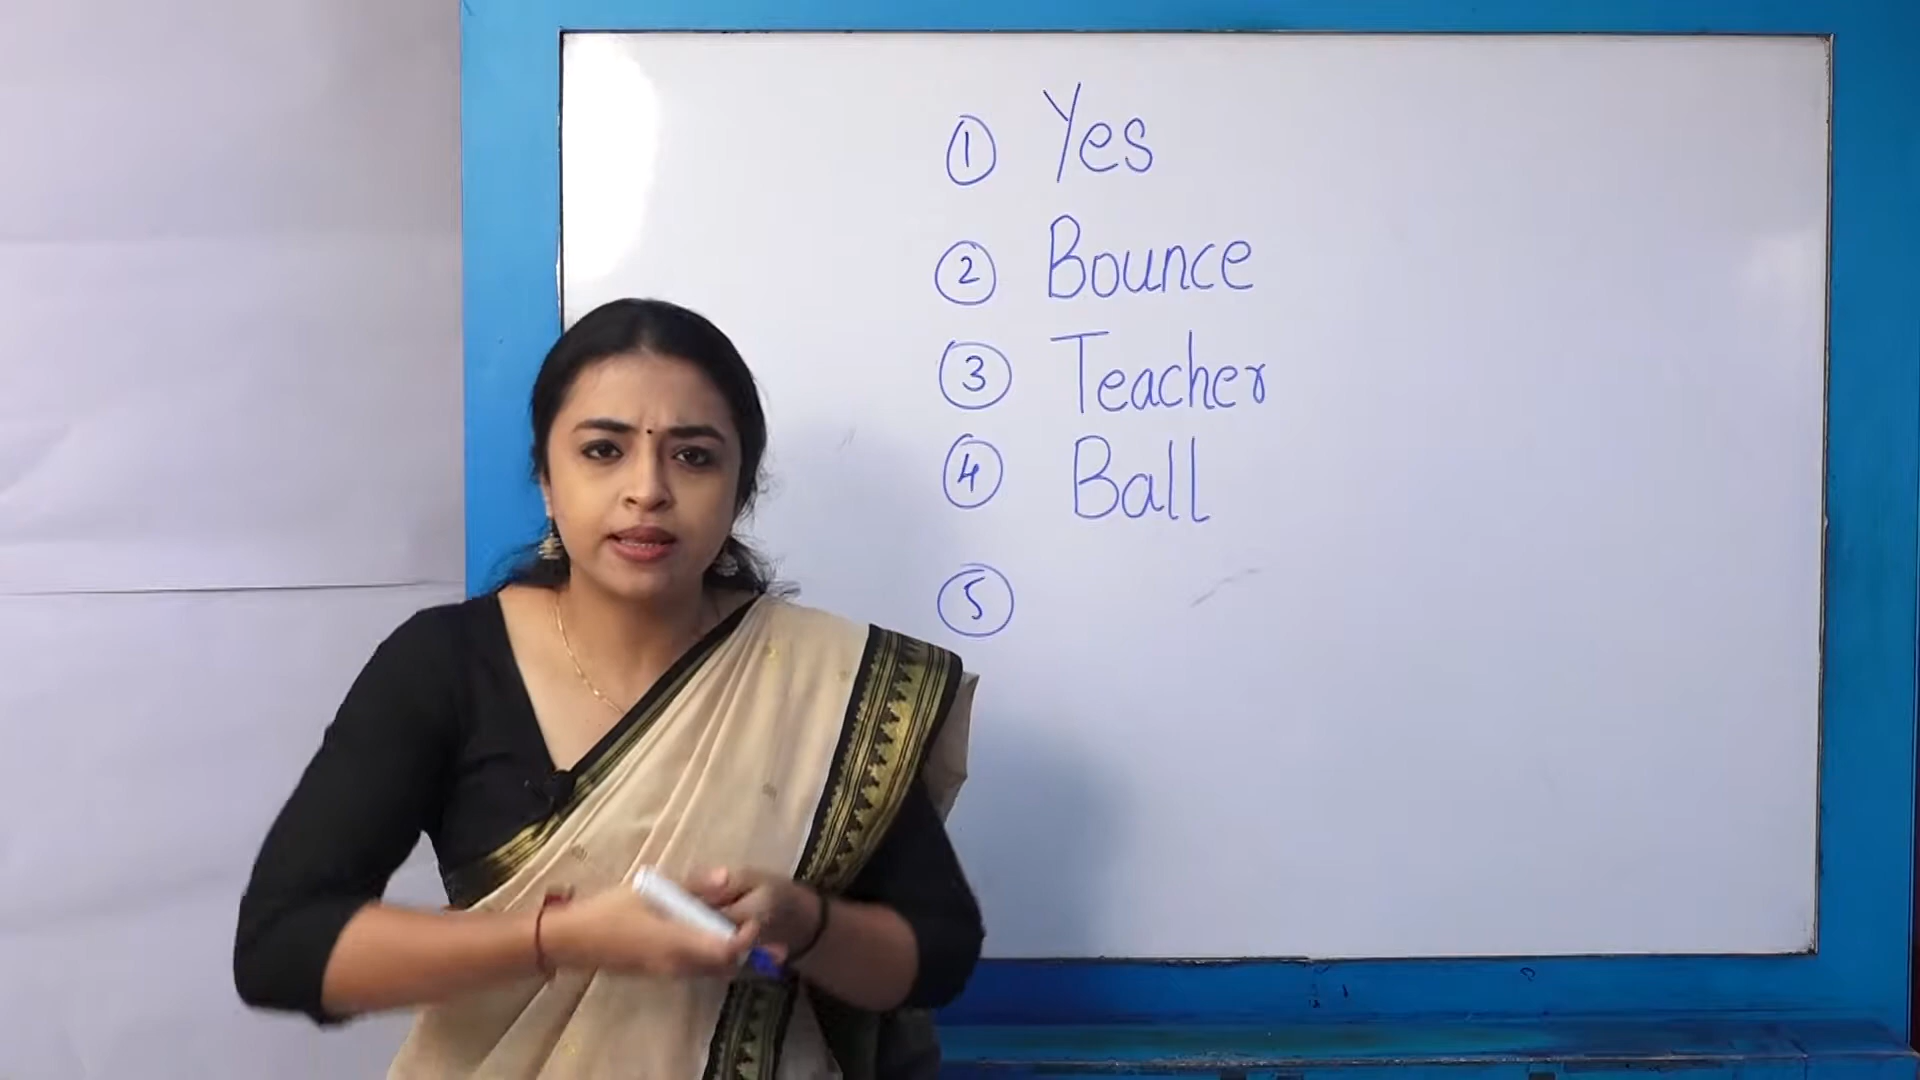 ① Yes
② Bounce
③ Teacher
④ Ball
⑤